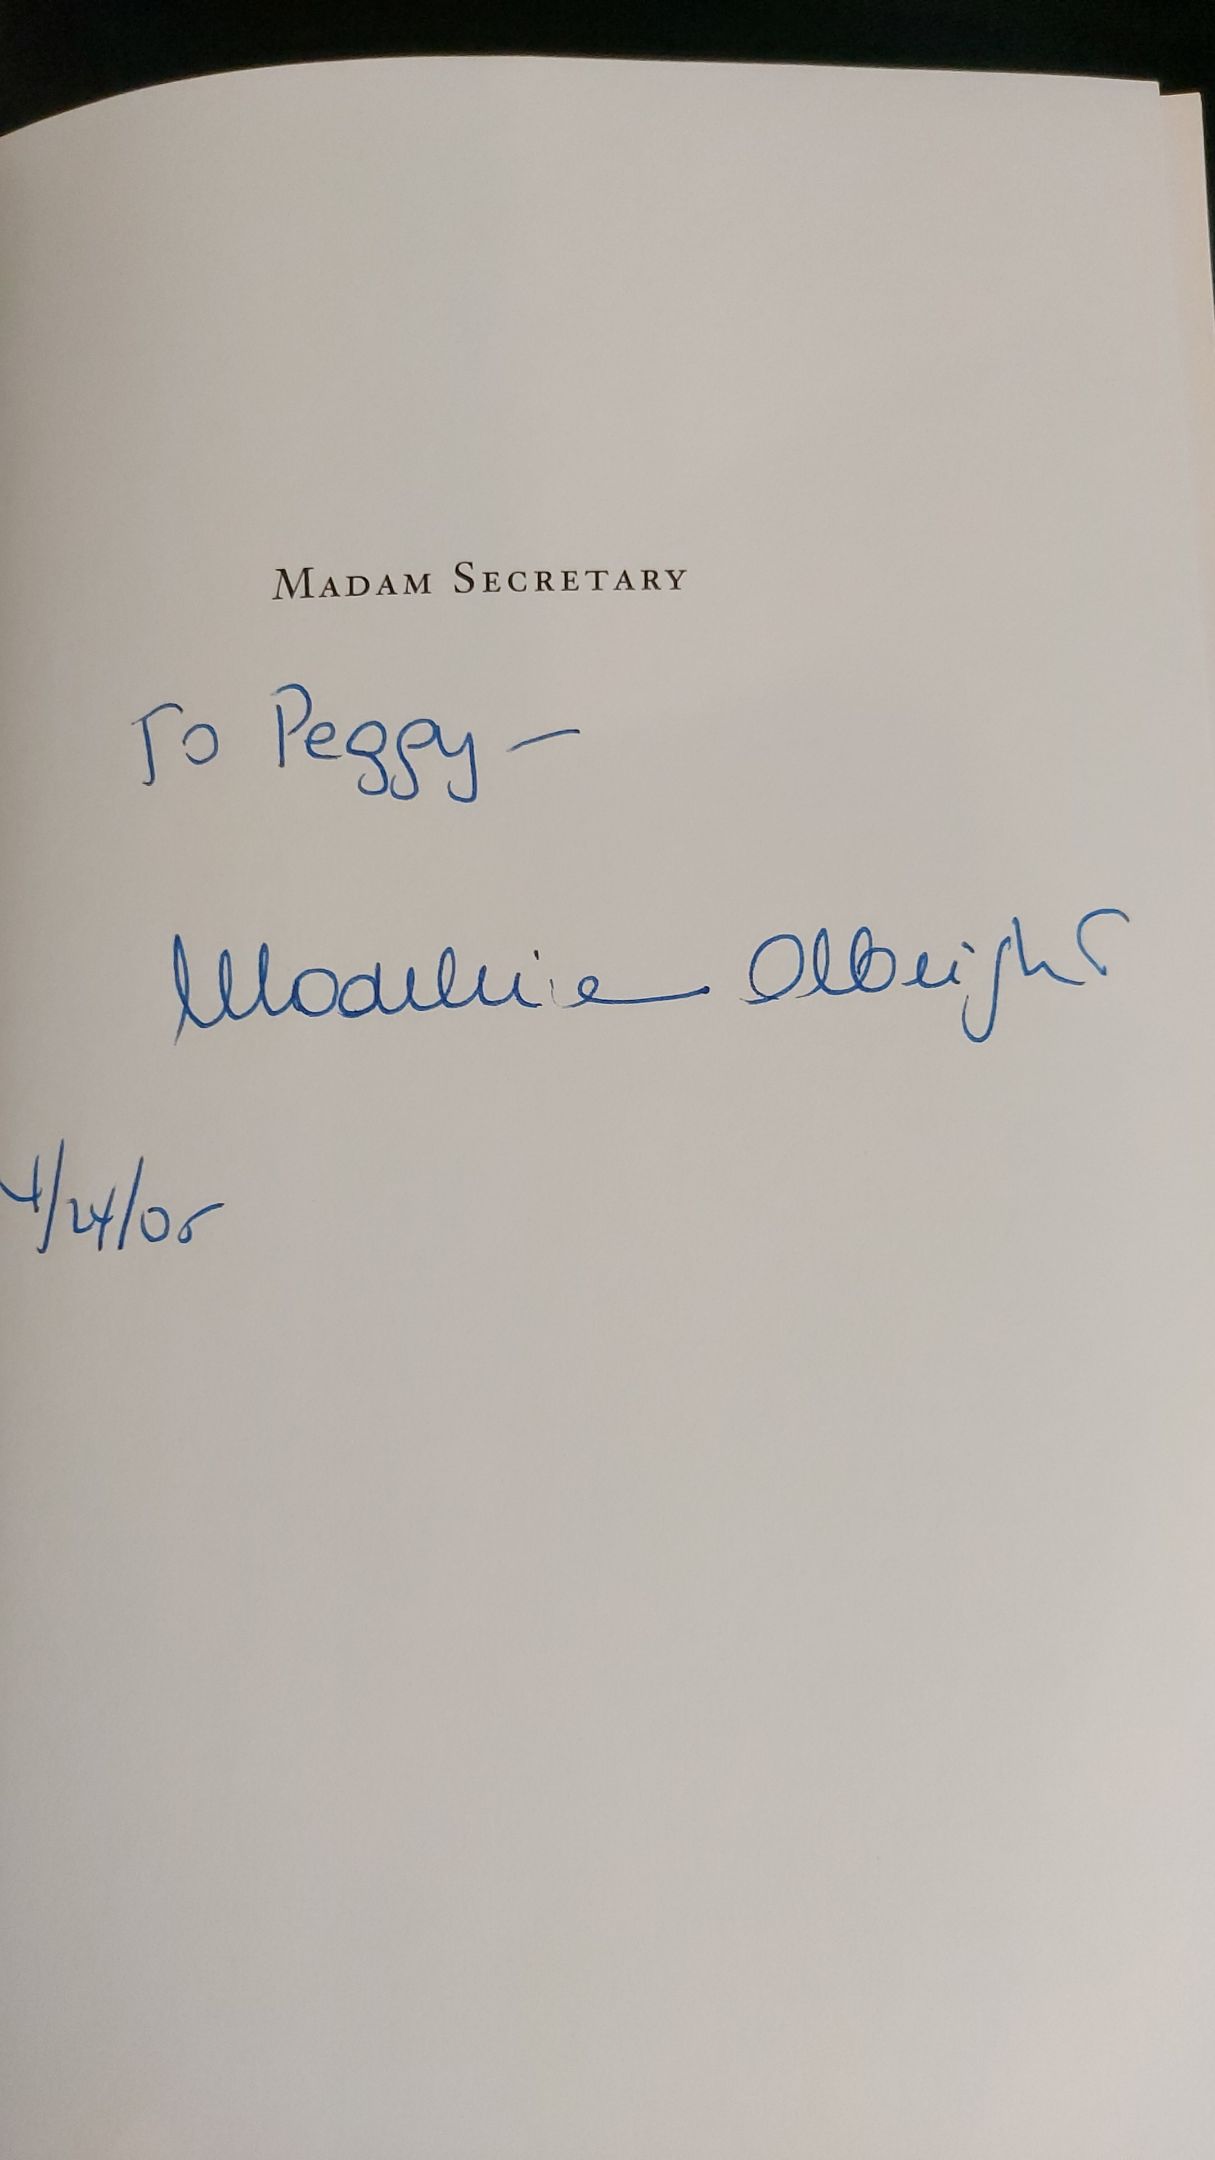 MADAM SECRETARY
To Peggy —
Madeleine Albright
4/24/05